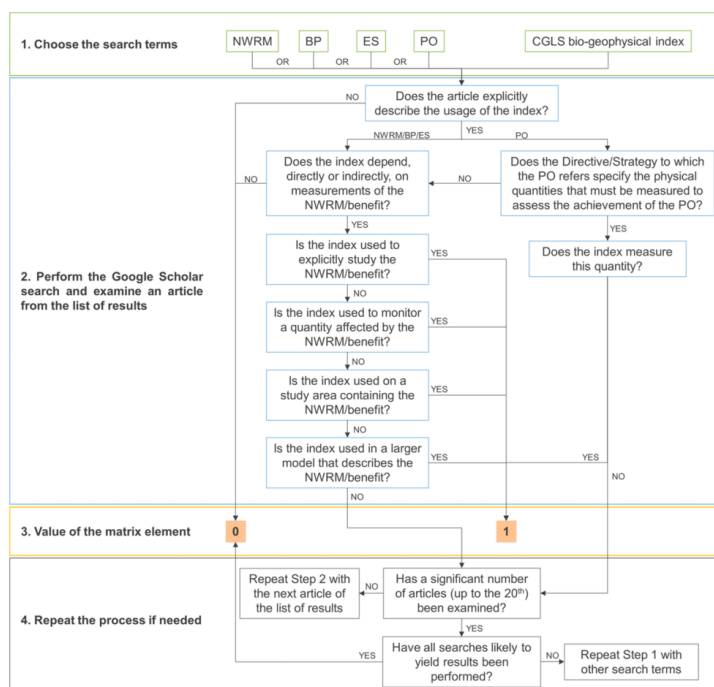 1. Choose the search terms
NWRM
BP
ES
PO
CGLS bio-geophysical index
OR
OR
OR
Does the article explicitly
describe the usage of the index?
NO
YES
NWRM/BP/ES
PO
Does the index depend,
directly or indirectly, on
measurements of the
NWRM/benefit?
NO
NO
Does the Directive/Strategy to which
the PO refers specify the physical
quantities that must be measured to
assess the achievement of the PO?
YES
YES
2. Perform the Google Scholar
search and examine an article
from the list of results
Is the index used to
explicitly study the
NWRM/benefit?
YES
Does the index measure
this quantity?
NO
Is the index used to monitor
a quantity affected by the
NWRM/benefit?
YES
NO
Is the index used on a
study area containing the
NWRM/benefit?
YES
NO
Is the index used in a larger
model that describes the
NWRM/benefit?
YES
YES
NO
NO
3. Value of the matrix element
0
1
4. Repeat the process if needed
Repeat Step 2 with
the next article of
the list of results
NO
Has a significant number
of articles (up to the 20th)
been examined?
YES
YES
Have all searches likely to
yield results been
performed?
NO
Repeat Step 1 with
other search terms